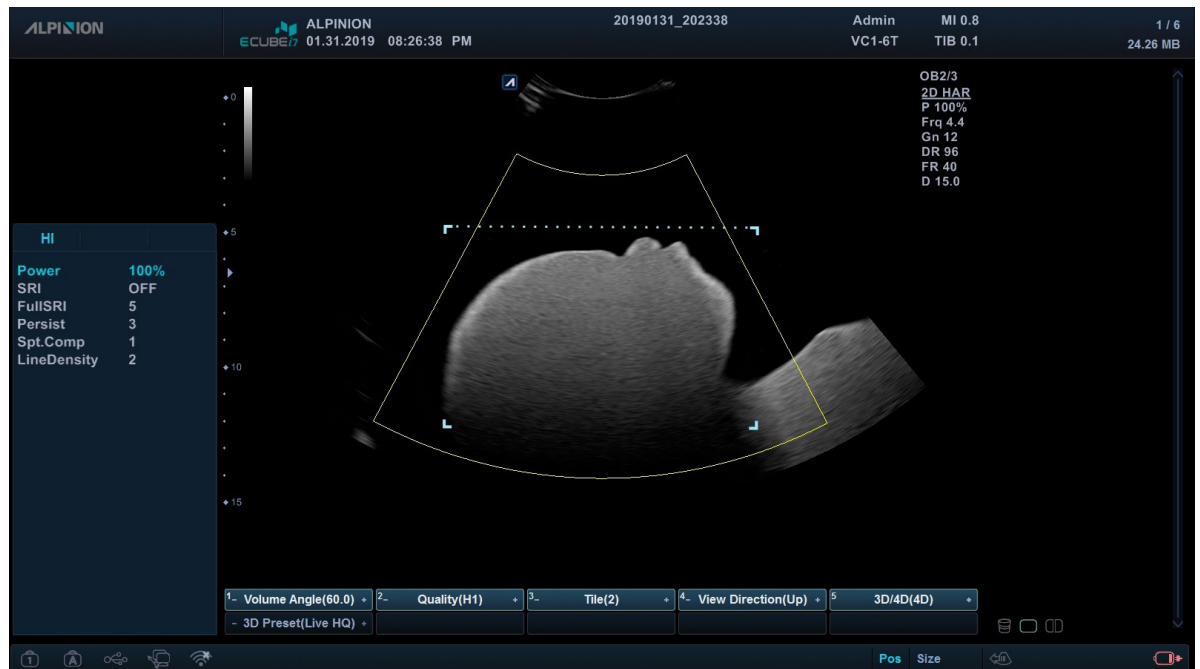 ALPINION
ECUBE i7
ALPINION
01.31.2019 08:26:38 PM
20190131_202338
Admin MI 0.8
VC1-6T TIB 0.1
1 / 6
24.26 MB
OB2/3
2D HAR
P 100%
Frq 4.4
Gn 12
DR 96
FR 40
D 15.0
0
5
10
15
HI
Power 100%
SRI OFF
FullSRI 5
Persist 3
Spt.Comp 1
LineDensity 2
1- Volume Angle(60.0) +
2- Quality(H1) +
3- Tile(2) +
4- View Direction(Up) +
5 3D/4D(4D) +
- 3D Preset(Live HQ) +
1 A
Pos Size